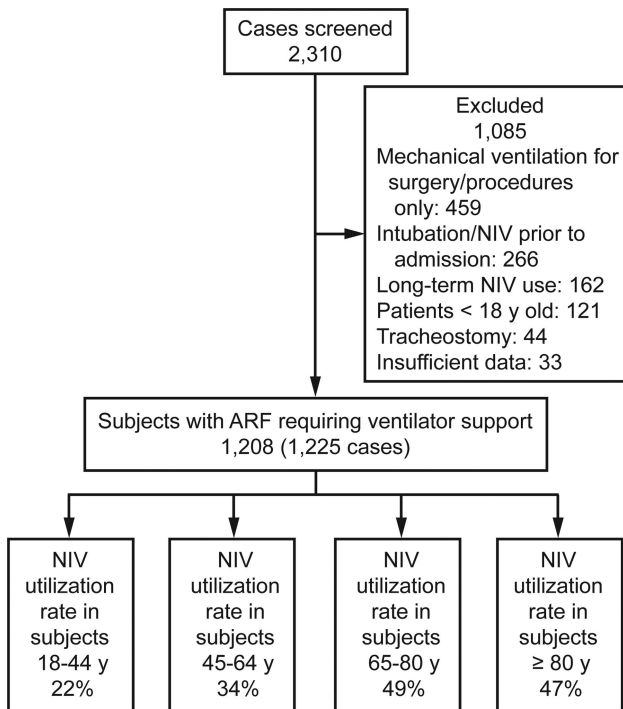 Cases screened
2,310
Excluded
1,085
Mechanical ventilation for
surgery/procedures
only: 459
Intubation/NIV prior to
admission: 266
Long-term NIV use: 162
Patients < 18 y old: 121
Tracheostomy: 44
Insufficient data: 33
Subjects with ARF requiring ventilator support
1,208 (1,225 cases)
NIV
utilization
rate in
subjects
18-44 y
22%
NIV
utilization
rate in
subjects
45-64 y
34%
NIV
utilization
rate in
subjects
65-80 y
49%
NIV
utilization
rate in
subjects
≥ 80 y
47%